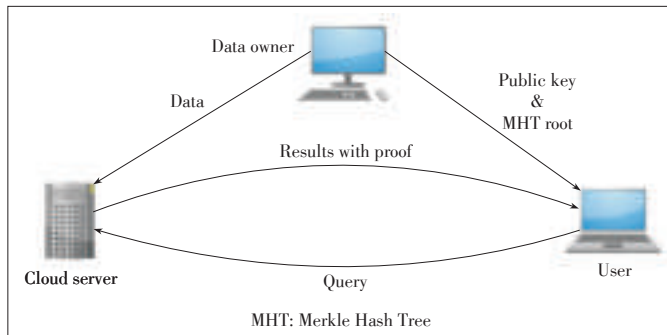 Data owner
Data
Public key
&
MHT root
Results with proof
Cloud server
Query
User
MHT: Merkle Hash Tree